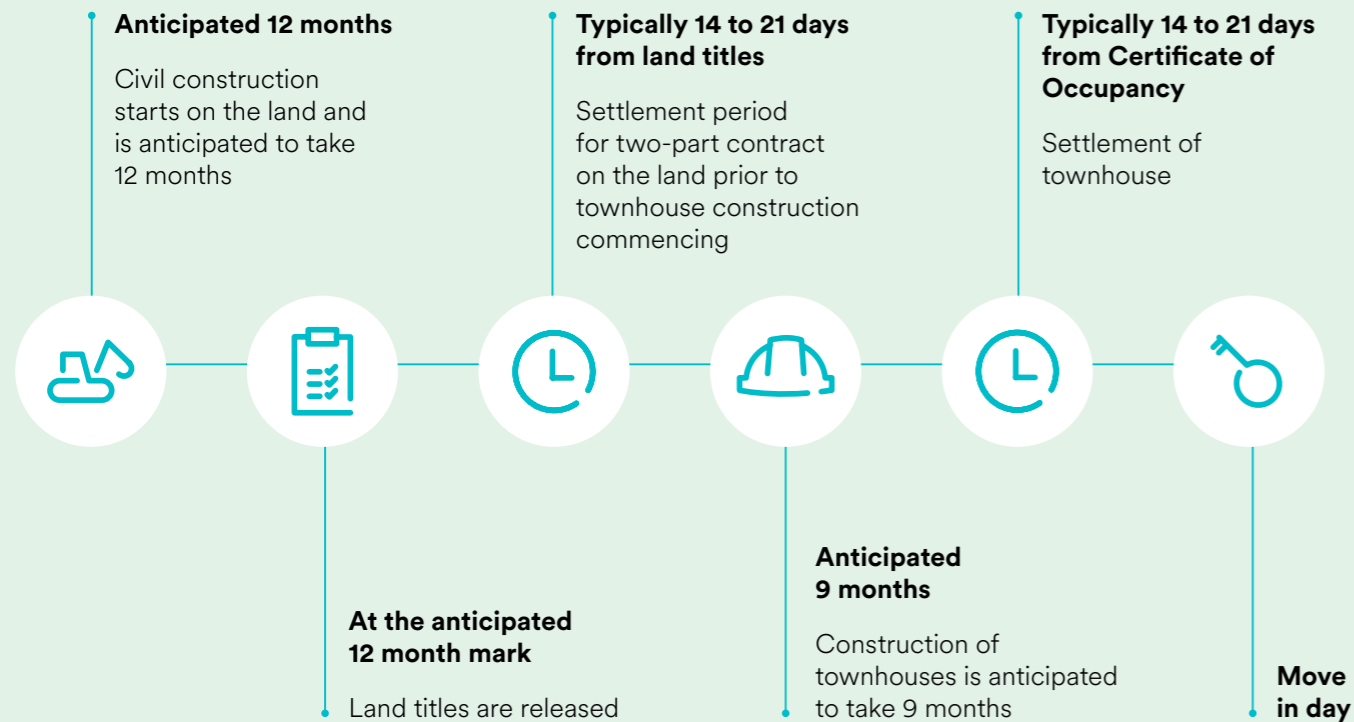 Anticipated 12 months
Civil construction
starts on the land and
is anticipated to take
12 months
At the anticipated
12 month mark
Land titles are released
Typically 14 to 21 days
from land titles
Settlement period
for two-part contract
on the land prior to
townhouse construction
commencing
Anticipated
9 months
Construction of
townhouses is anticipated
to take 9 months
Typically 14 to 21 days
from Certificate of
Occupancy
Settlement of
townhouse
Move
in day